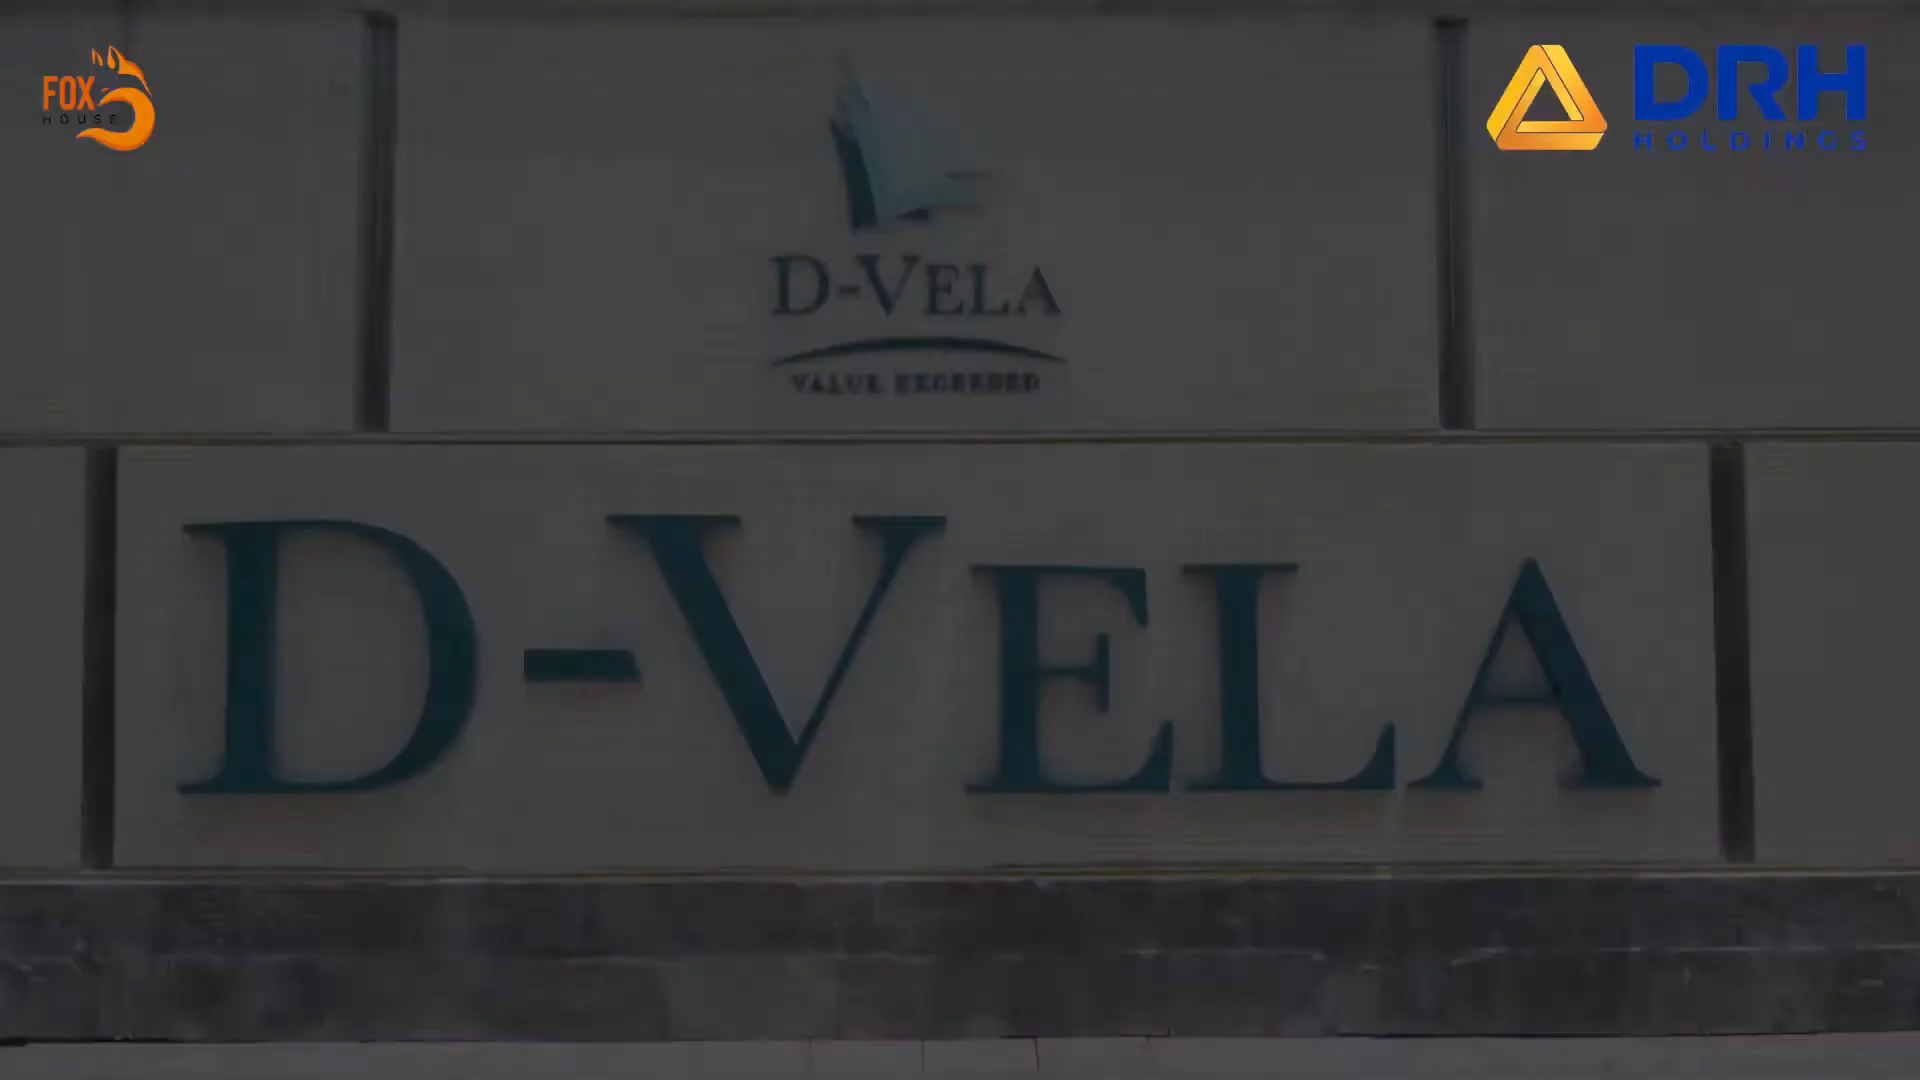 FOX
HOUSE
DRH
HOLDINGS
D-VELA
VALUE EXCEEDED
D-VELA